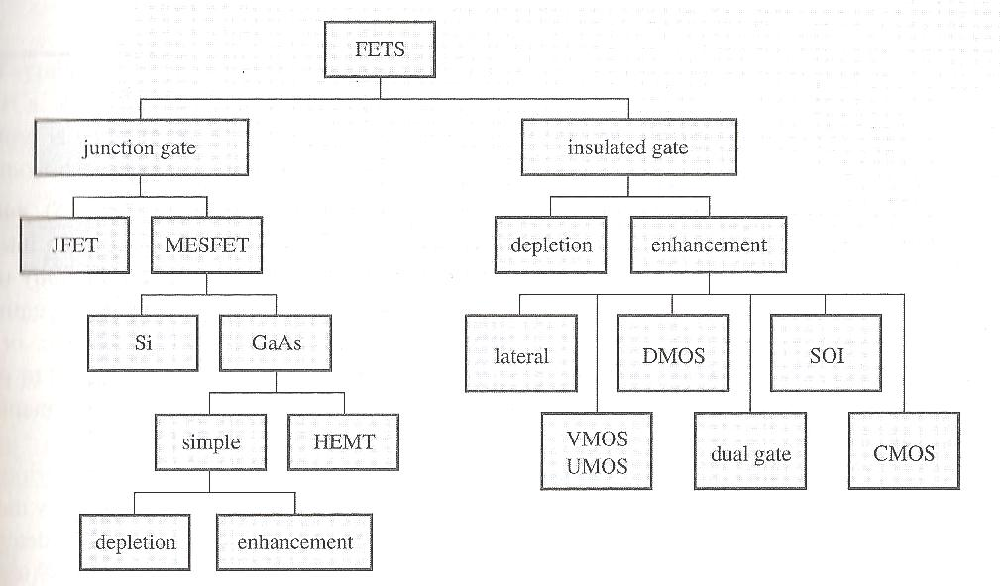 FETS
junction gate
insulated gate
JFET
MESFET
depletion
enhancement
Si
GaAs
lateral
DMOS
SOI
simple
HEMT
VMOS
UMOS
dual gate
CMOS
depletion
enhancement